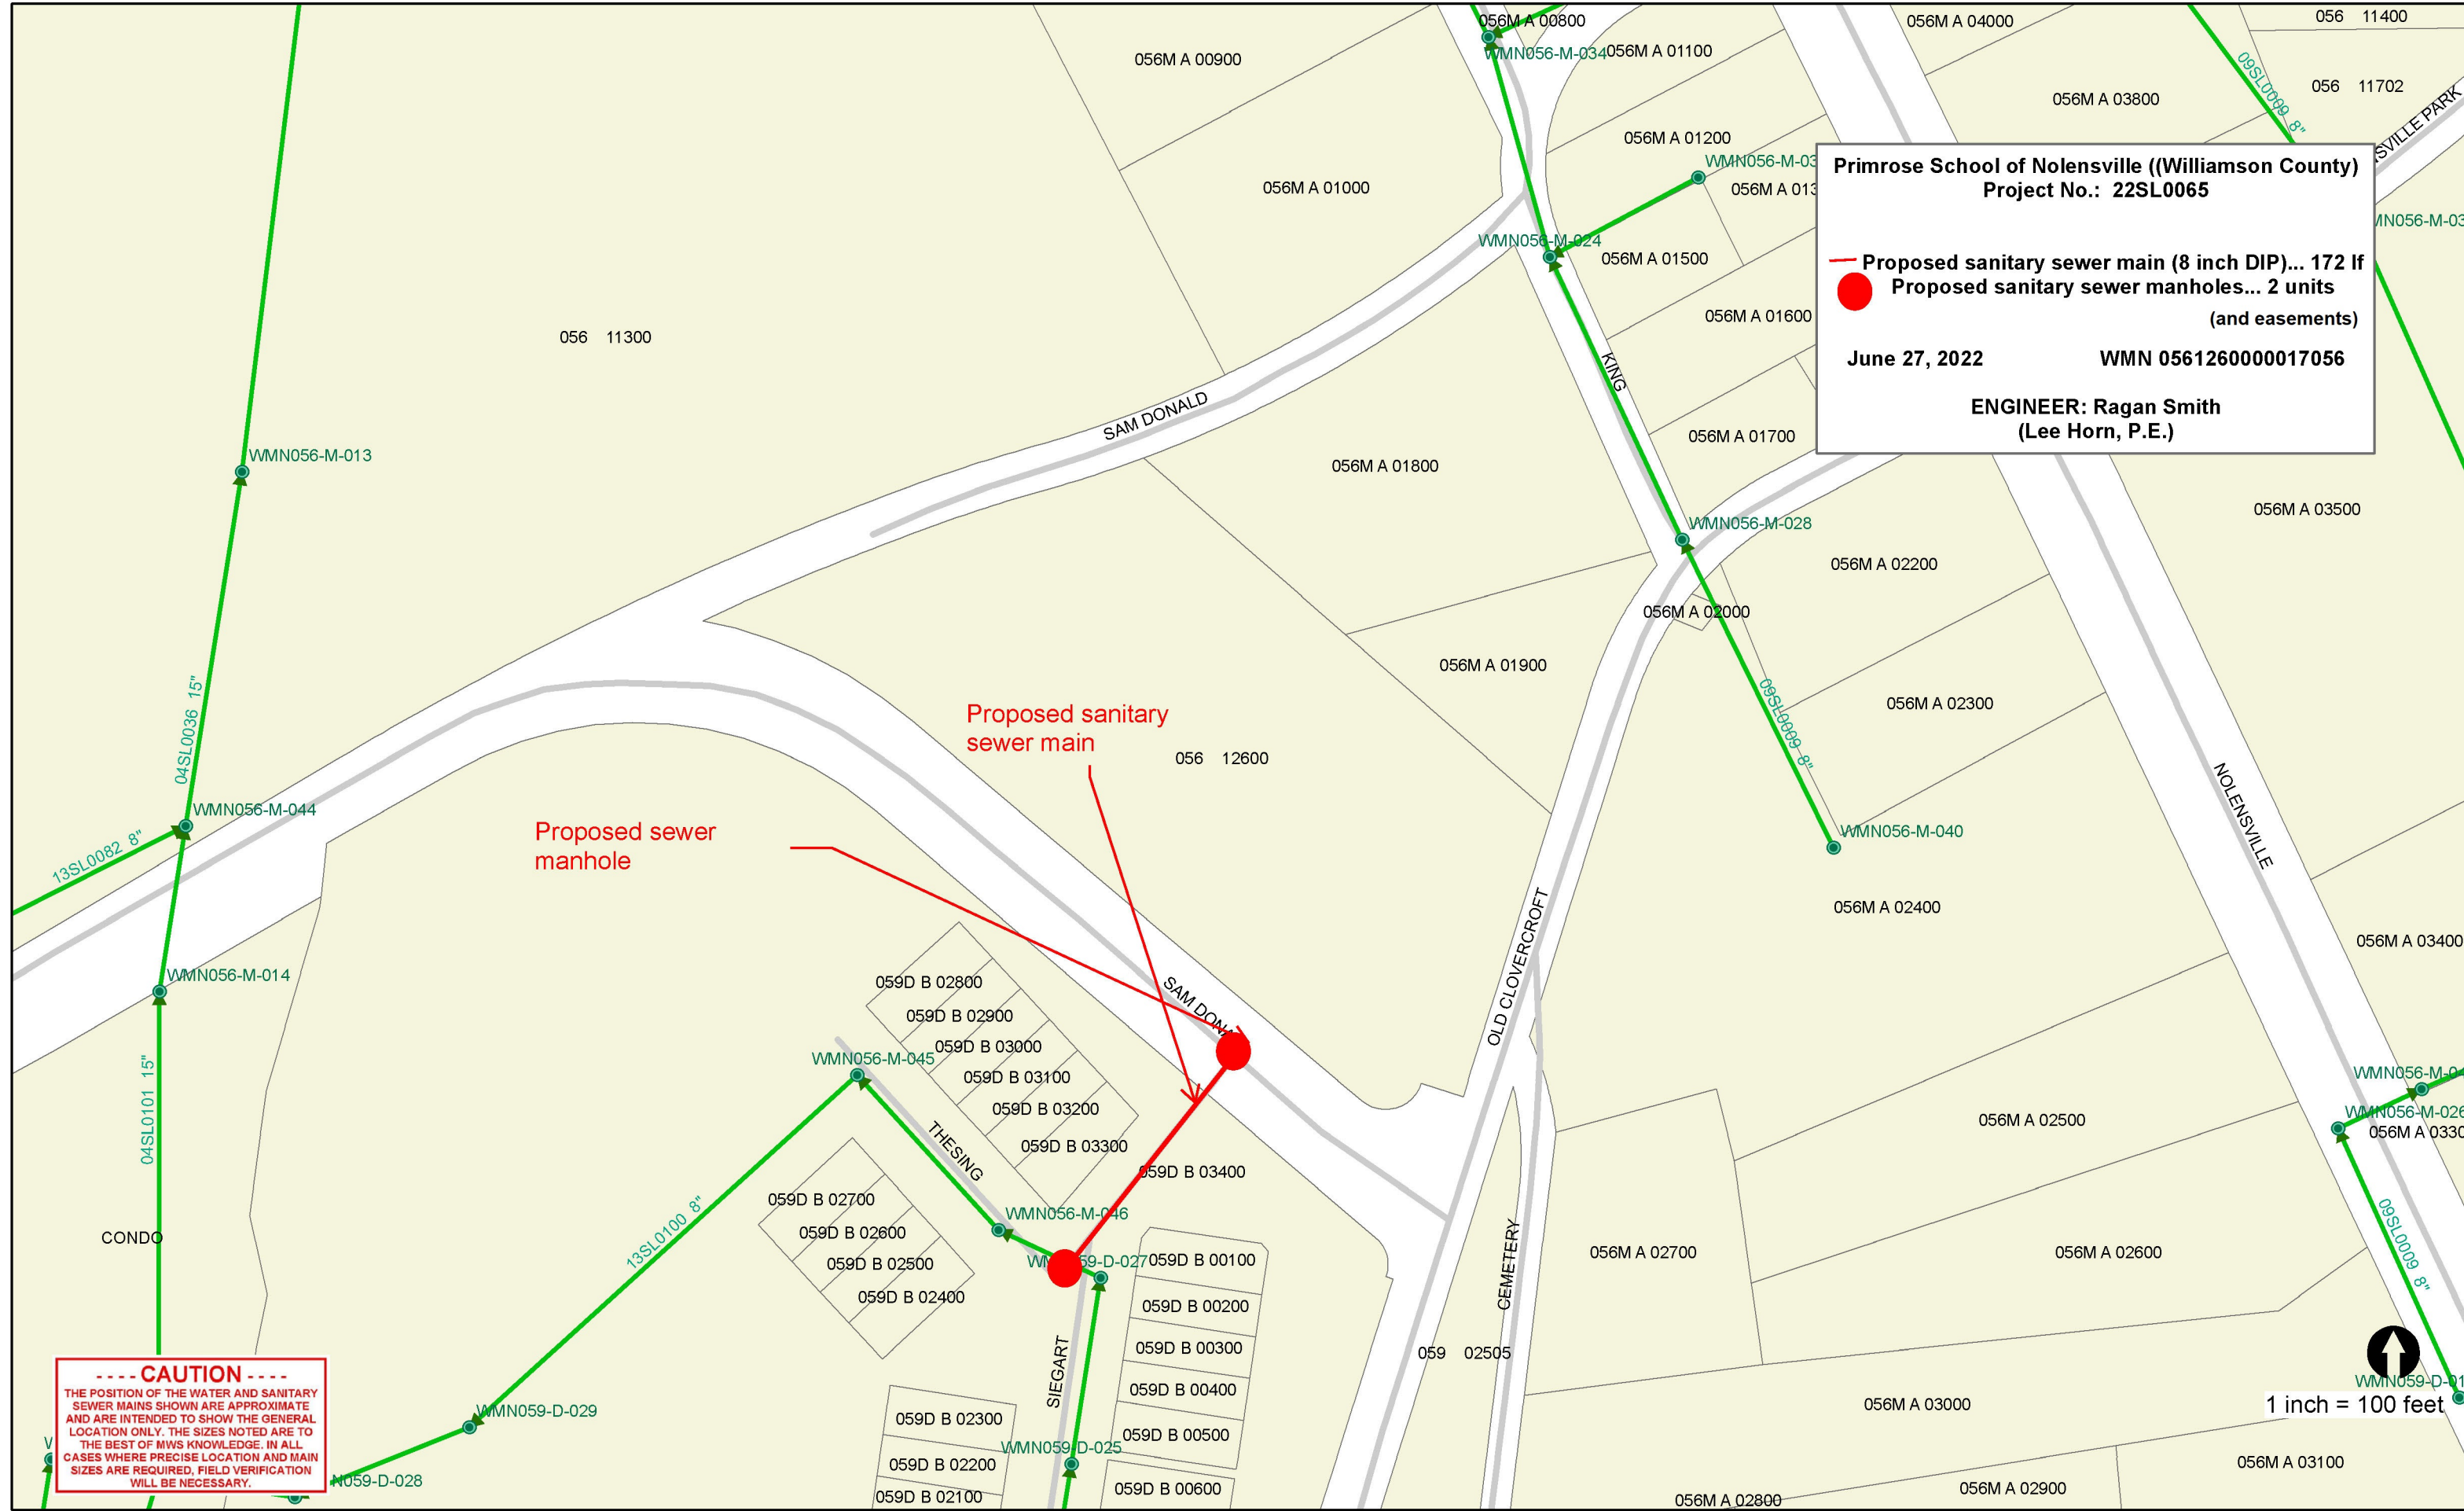 056M A 00800
056M A 04000
056 11400
056M A 00900
WMN056-M-034
056M A 01100
09SL0009 8"
056 11702
056M A 03800
056M A 01200
056M A 01000
Primrose School of Nolensville ((Williamson County)
Project No.: 22SL0065
Proposed sanitary sewer main (8 inch DIP)... 172 lf
Proposed sanitary sewer manholes... 2 units
(and easements)
June 27, 2022
WMN 0561260000017056
ENGINEER: Ragan Smith
(Lee Horn, P.E.)
WMN056-M-024
056M A 01500
056M A 01600
056 11300
KING
SAM DONALD
056M A 01700
WMN056-M-013
056M A 01800
056M A 03500
WMN056-M-028
056M A 02200
056M A 02000
056M A 01900
056M A 02300
09SL0009 8"
04SL0036 15"
Proposed sanitary
sewer main
056 12600
NOLENSVILLE
WMN056-M-044
13SL0082 8"
Proposed sewer
manhole
WMN056-M-040
056M A 02400
OLD CLOVERCROFT
056M A 03400
WMN056-M-014
059D B 02800
059D B 02900
059D B 03000
059D B 03100
059D B 03200
059D B 03300
SAM
WMN056-M-045
04SL0101 15"
THESING
059D B 03400
056M A 02500
WMN056-M-026
059D B 02700
059D B 02600
059D B 02500
059D B 02400
WMN056-M-046
13SL0100 8"
CONDO
059D B 00100
059D B 00200
059D B 00300
059D B 00400
059D B 00500
059D B 00600
CEMETERY
056M A 02700
056M A 02600
09SL0009 8"
SIEGART
059 02505
1 inch = 100 feet
056M A 03000
WMN059-D-029
059D B 02300
059D B 02200
059D B 02100
WMN059-D-025
056M A 03100
056M A 02900
056M A 02800
- - - - CAUTION - - - -
THE POSITION OF THE WATER AND SANITARY
SEWER MAINS SHOWN ARE APPROXIMATE
AND ARE INTENDED TO SHOW THE GENERAL
LOCATION ONLY. THE SIZES NOTED ARE TO
THE BEST OF MWS KNOWLEDGE. IN ALL
CASES WHERE PRECISE LOCATION AND MAIN
SIZES ARE REQUIRED, FIELD VERIFICATION
WILL BE NECESSARY.